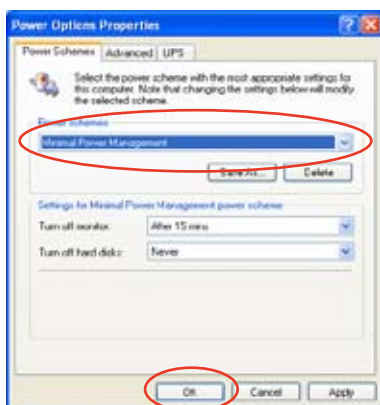 Power Options Properties
Power Schemes Advanced UPS
Select the power scheme with the most appropriate settings for
this computer. Note that changing the settings below will modify
the selected scheme.
Power schemes
Minimal Power Management
Save As... Delete
Settings for Minimal Power Management power scheme
Turn off monitor: After 15 mins
Turn off hard disks: Never
OK Cancel Apply